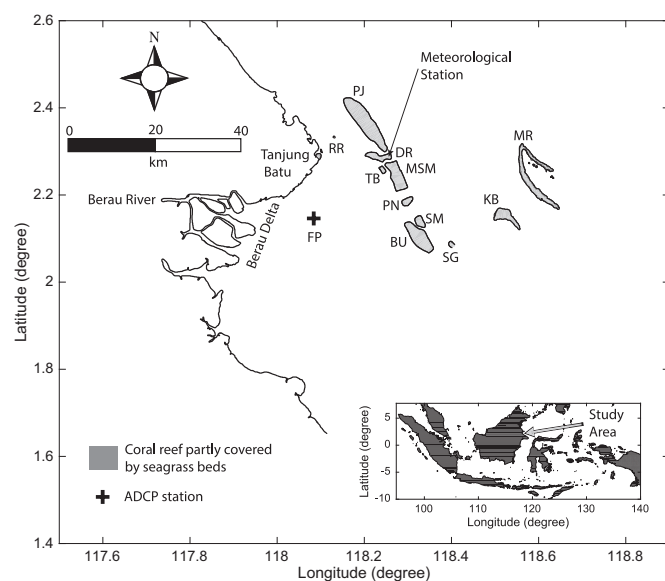 2.6
2.4
2.2
2
1.8
1.6
1.4
Latitude (degree)
N
0 20 40
km
Meteorological
Station
PJ
RR
DR
TB
MSM
MR
Tanjung
Batu
Berau River
Berau Delta
FP
PN
SM
BU
SG
KB
Coral reef partly covered
by seagrass beds
ADCP station
Study
Area
5
0
-5
-10
Latitude (degree)
100 110 120 130 140
Longitude (degree)
117.6 117.8 118 118.2 118.4 118.6 118.8
Longitude (degree)